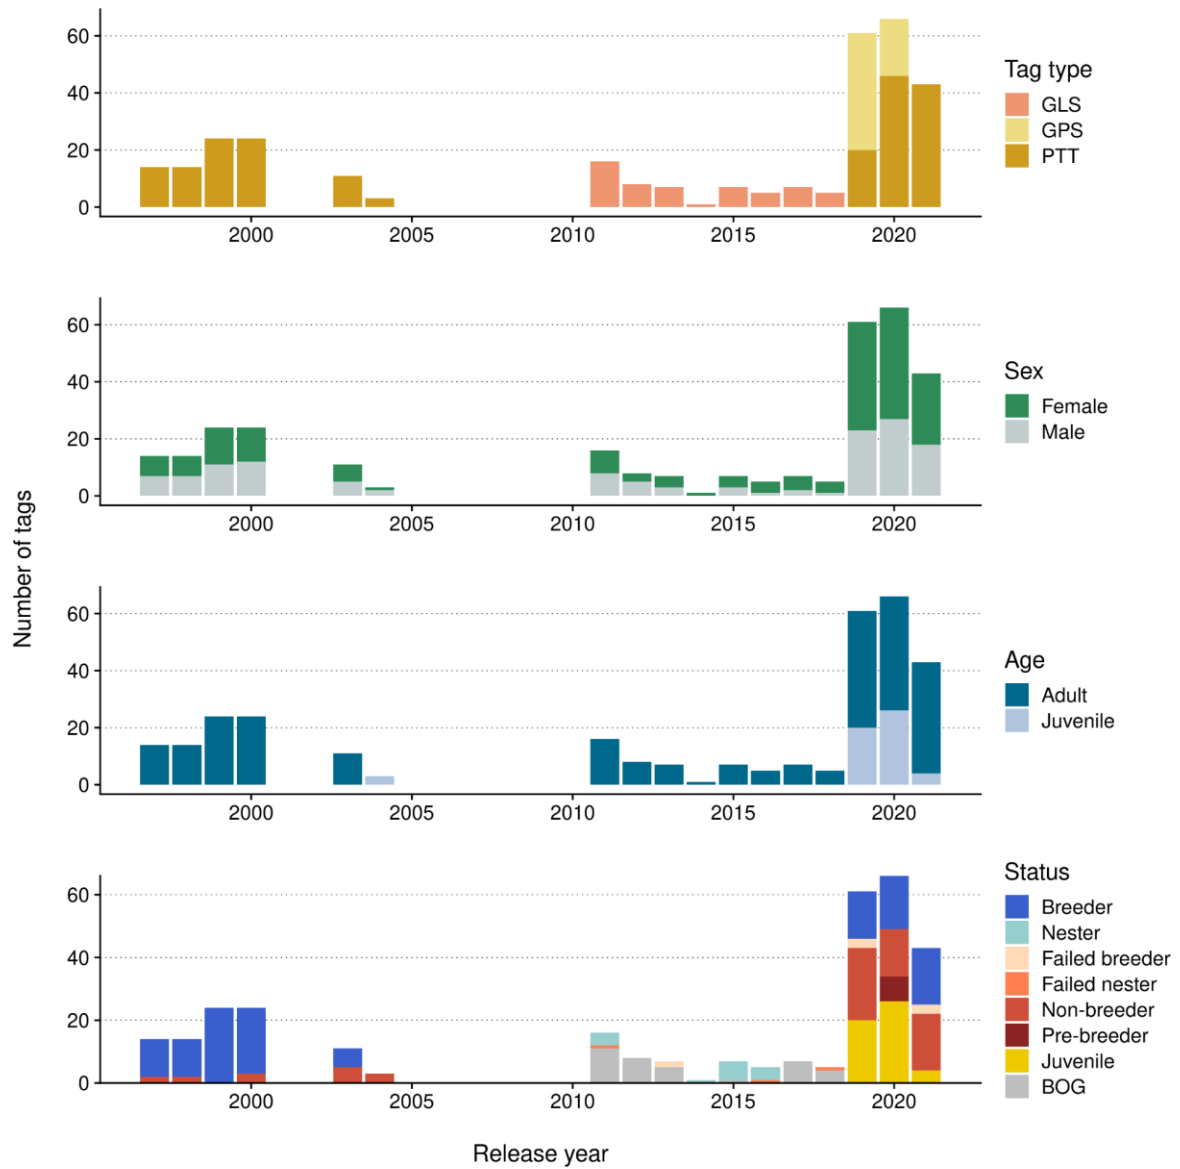 60
40
20
0
2000 2005 2010 2015 2020
Tag type
GLS
GPS
PTT
60
40
20
0
2000 2005 2010 2015 2020
Sex
Female
Male
Number of tags
60
40
20
0
2000 2005 2010 2015 2020
Age
Adult
Juvenile
60
40
20
0
2000 2005 2010 2015 2020
Status
Breeder
Nester
Failed breeder
Failed nester
Non-breeder
Pre-breeder
Juvenile
BOG
Release year